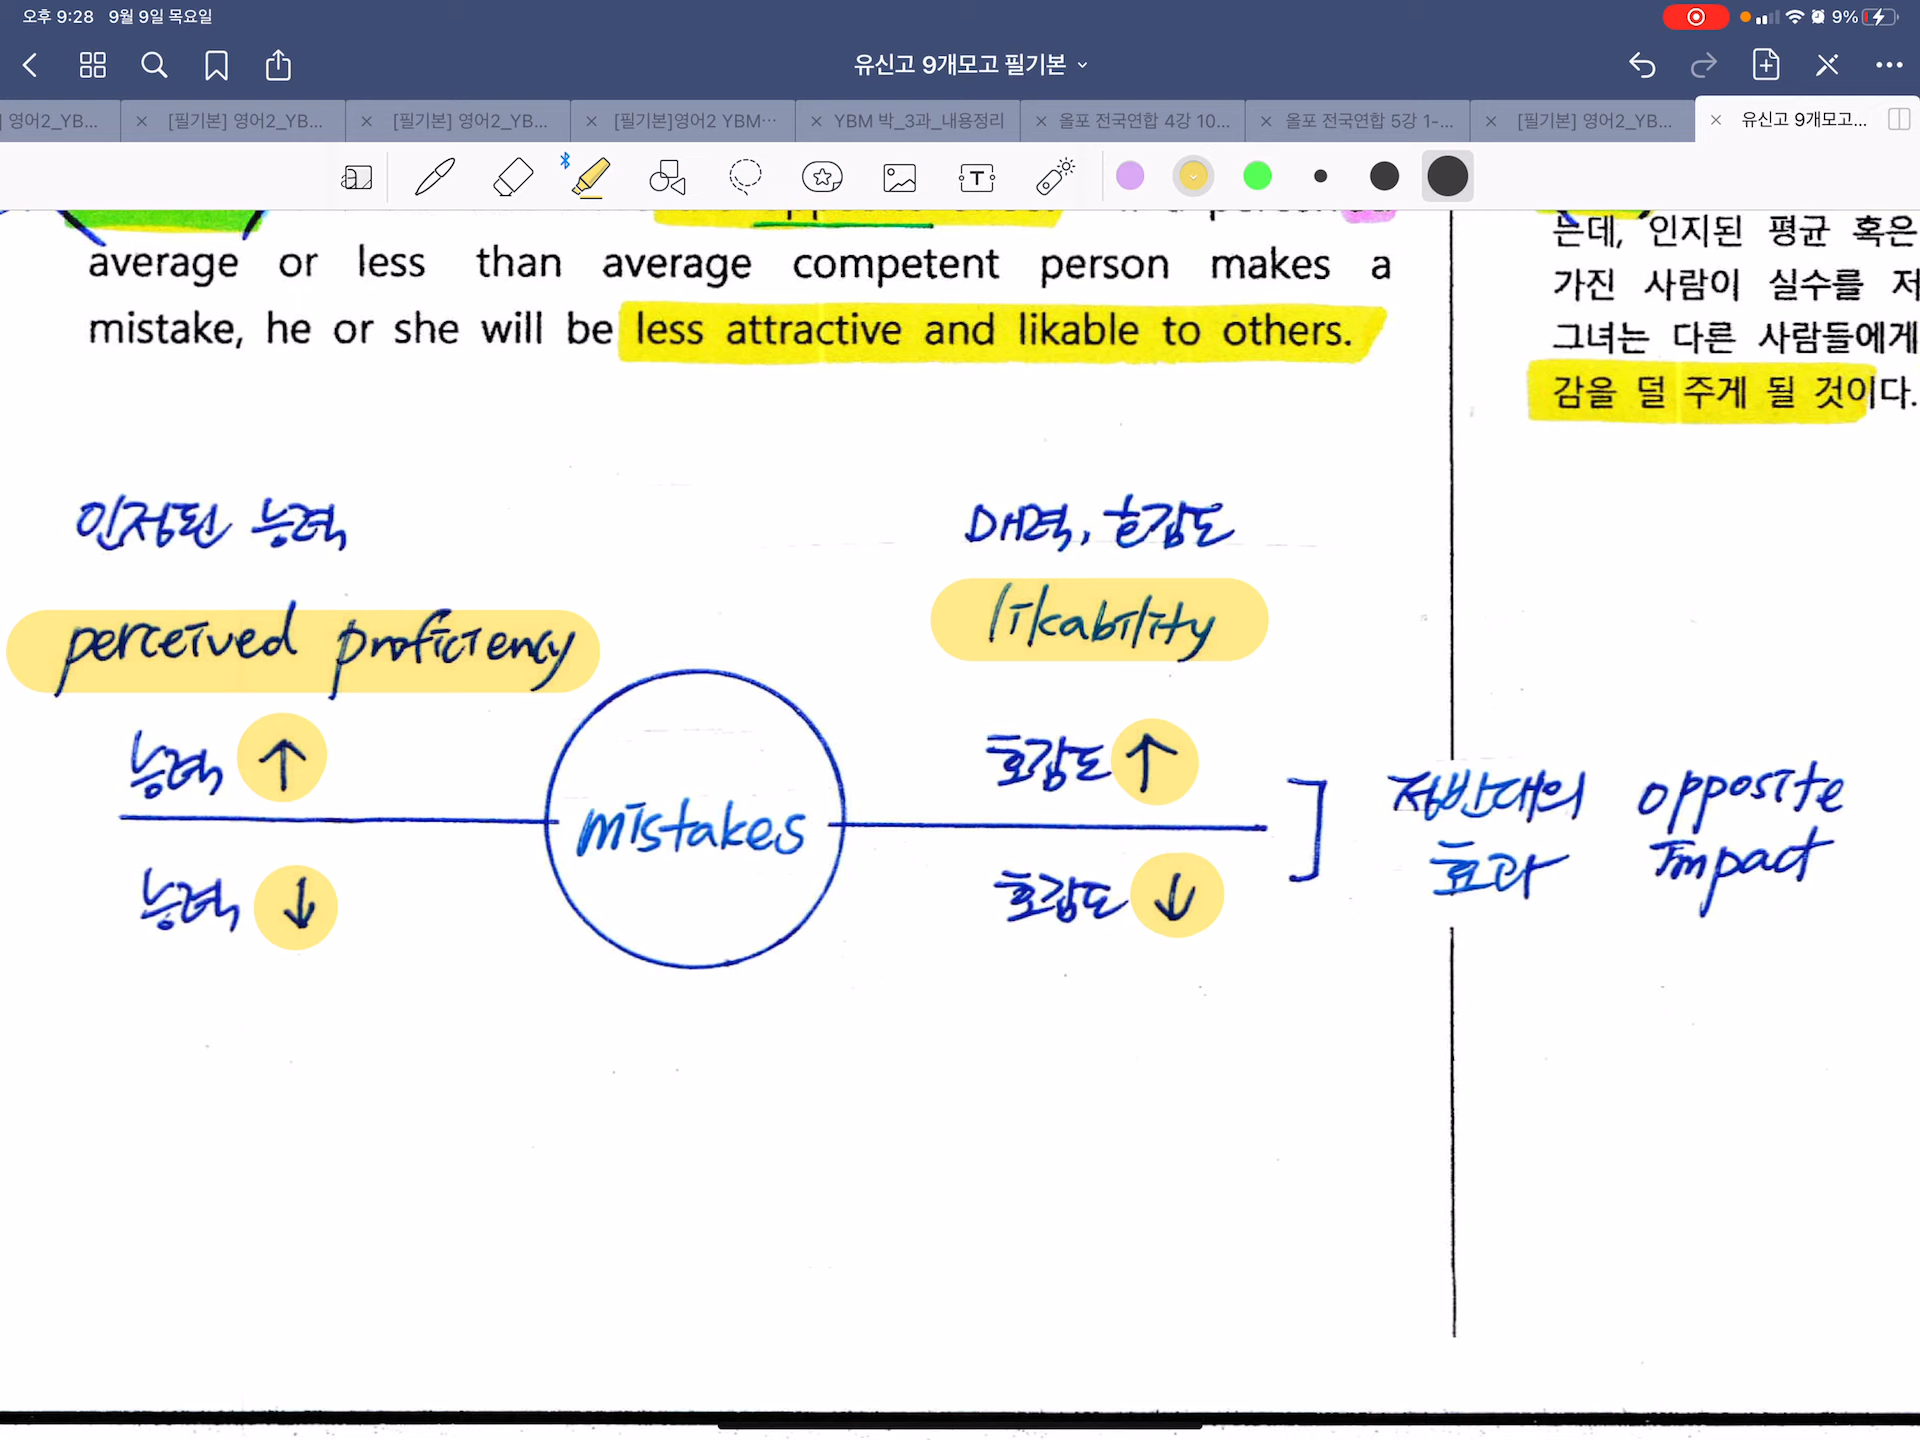 오후 9:28 9월 9일 목요일
9%
유신고 9개모고 필기본
영어2_YB...
[필기본] 영어2_YB...
[필기본] 영어2_YB...
[필기본]영어2 YBM...
YBM 박_3과_내용정리
올포 전국연합 4강 10...
올포 전국연합 5강 1-...
[필기본] 영어2_YB...
유신고 9개모고...
average or less than average competent person makes a
mistake, he or she will be less attractive and likable to others.
는데, 인지된 평균 혹은
가진 사람이 실수를 저
그녀는 다른 사람들에게
감을 덜 주게 될 것이다.
인정된 능력
매력, 호감도
perceived proficiency
likability
능력 ↑
호감도 ↑
mistakes
정반대의 opposite
효과 impact
능력 ↓
호감도 ↓